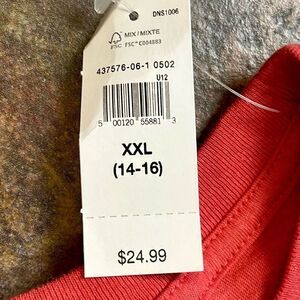 DNS1006
MIX/MIXTE
FSC™ C004883
FSC
437576-06-1 0502
U12
5 00120 55881 3
XXL
(14-16)
$24.99